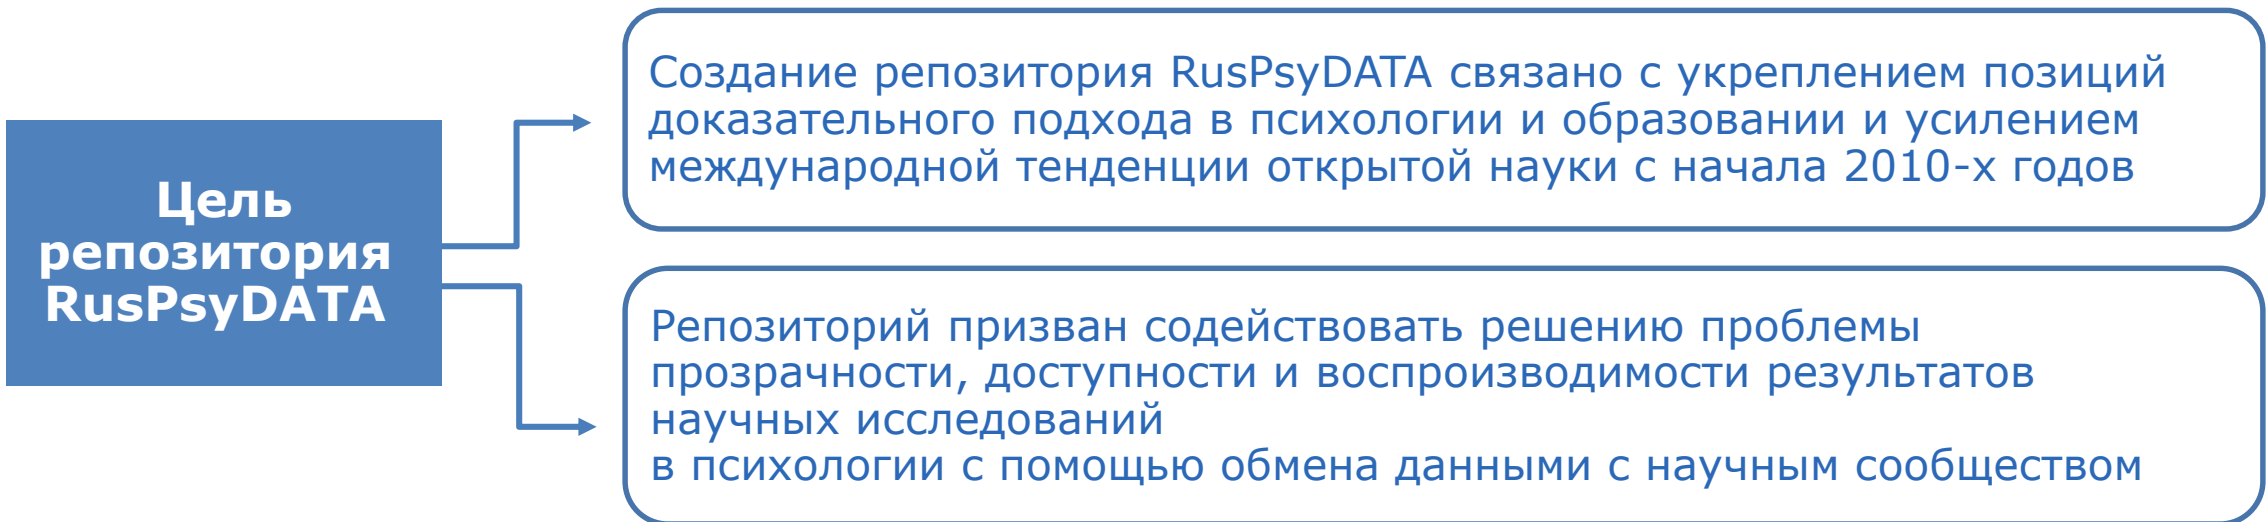 Цель
репозитория
RusPsyDATA
Создание репозитория RusPsyDATA связано с укреплением позиций
доказательного подхода в психологии и образовании и усилением
международной тенденции открытой науки с начала 2010-х годов
Репозиторий призван содействовать решению проблемы
прозрачности, доступности и воспроизводимости результатов
научных исследований
в психологии с помощью обмена данными с научным сообществом